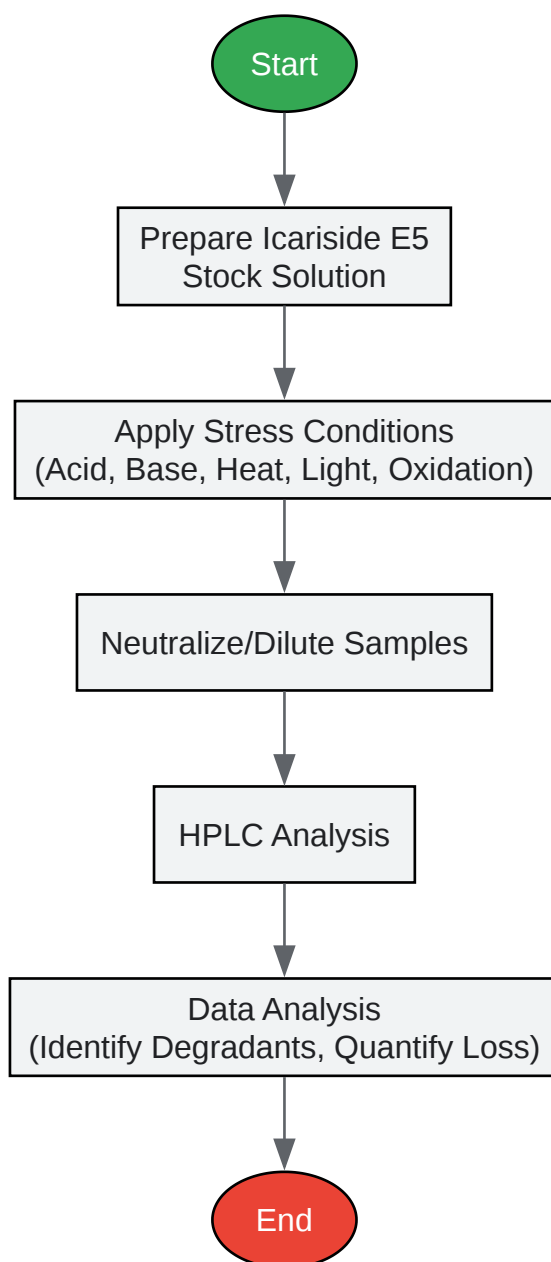 Start
Prepare Icariside E5
Stock Solution
Apply Stress Conditions
(Acid, Base, Heat, Light, Oxidation)
Neutralize/Dilute Samples
HPLC Analysis
Data Analysis
(Identify Degradants, Quantify Loss)
End